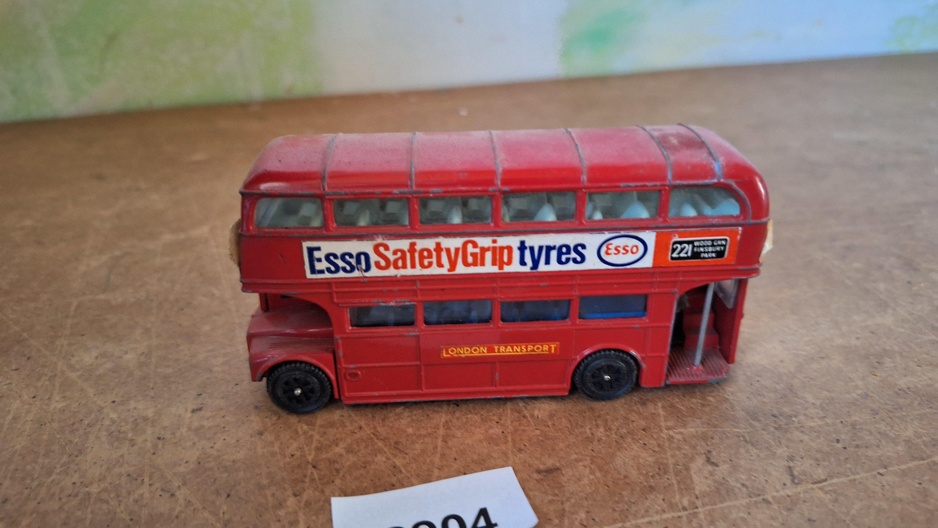 Esso SafetyGrip tyres Esso
221 WOOD GRN
FINSBURY
PARK
LONDON TRANSPORT